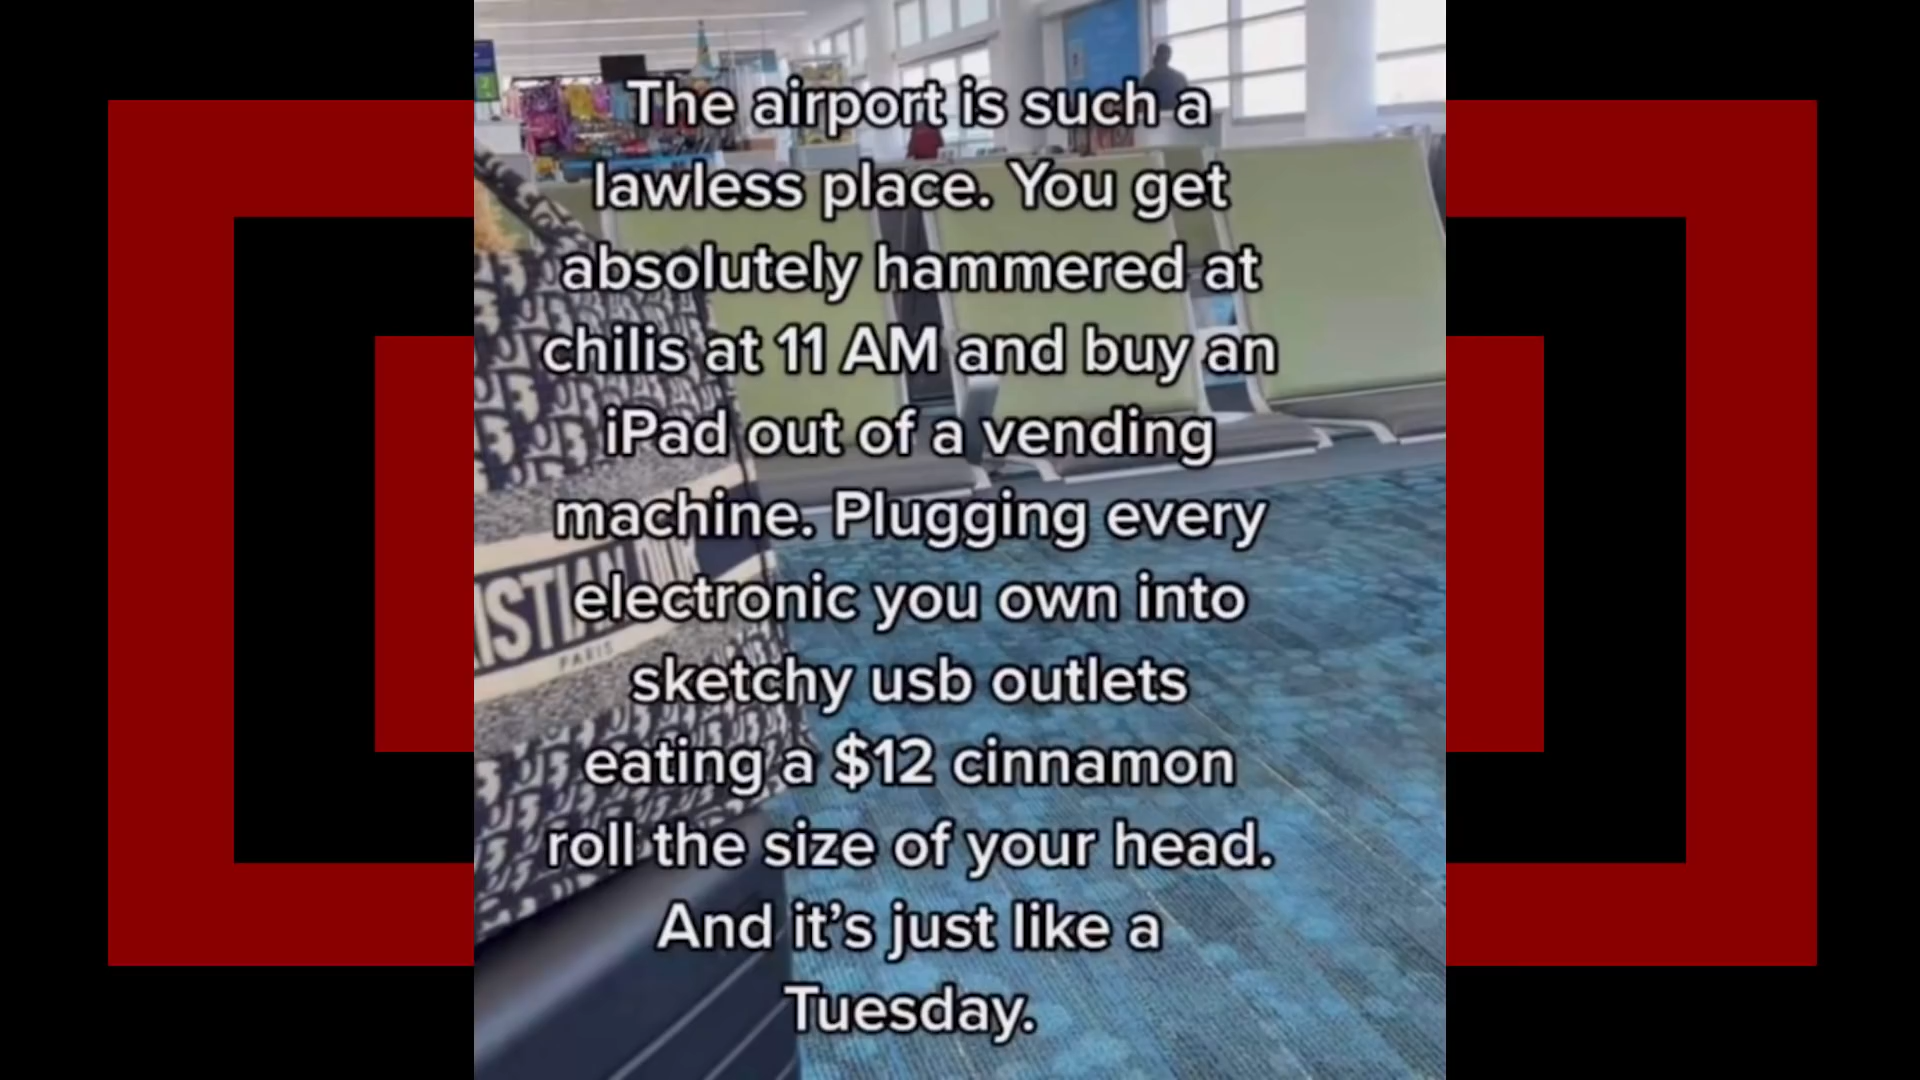 The airport is such a
lawless place. You get
absolutely hammered at
chilis at 11 AM and buy an
iPad out of a vending
machine. Plugging every
electronic you own into
sketchy usb outlets
eating a $12 cinnamon
roll the size of your head.
And it’s just like a
Tuesday.
ISTIAN
PARIS